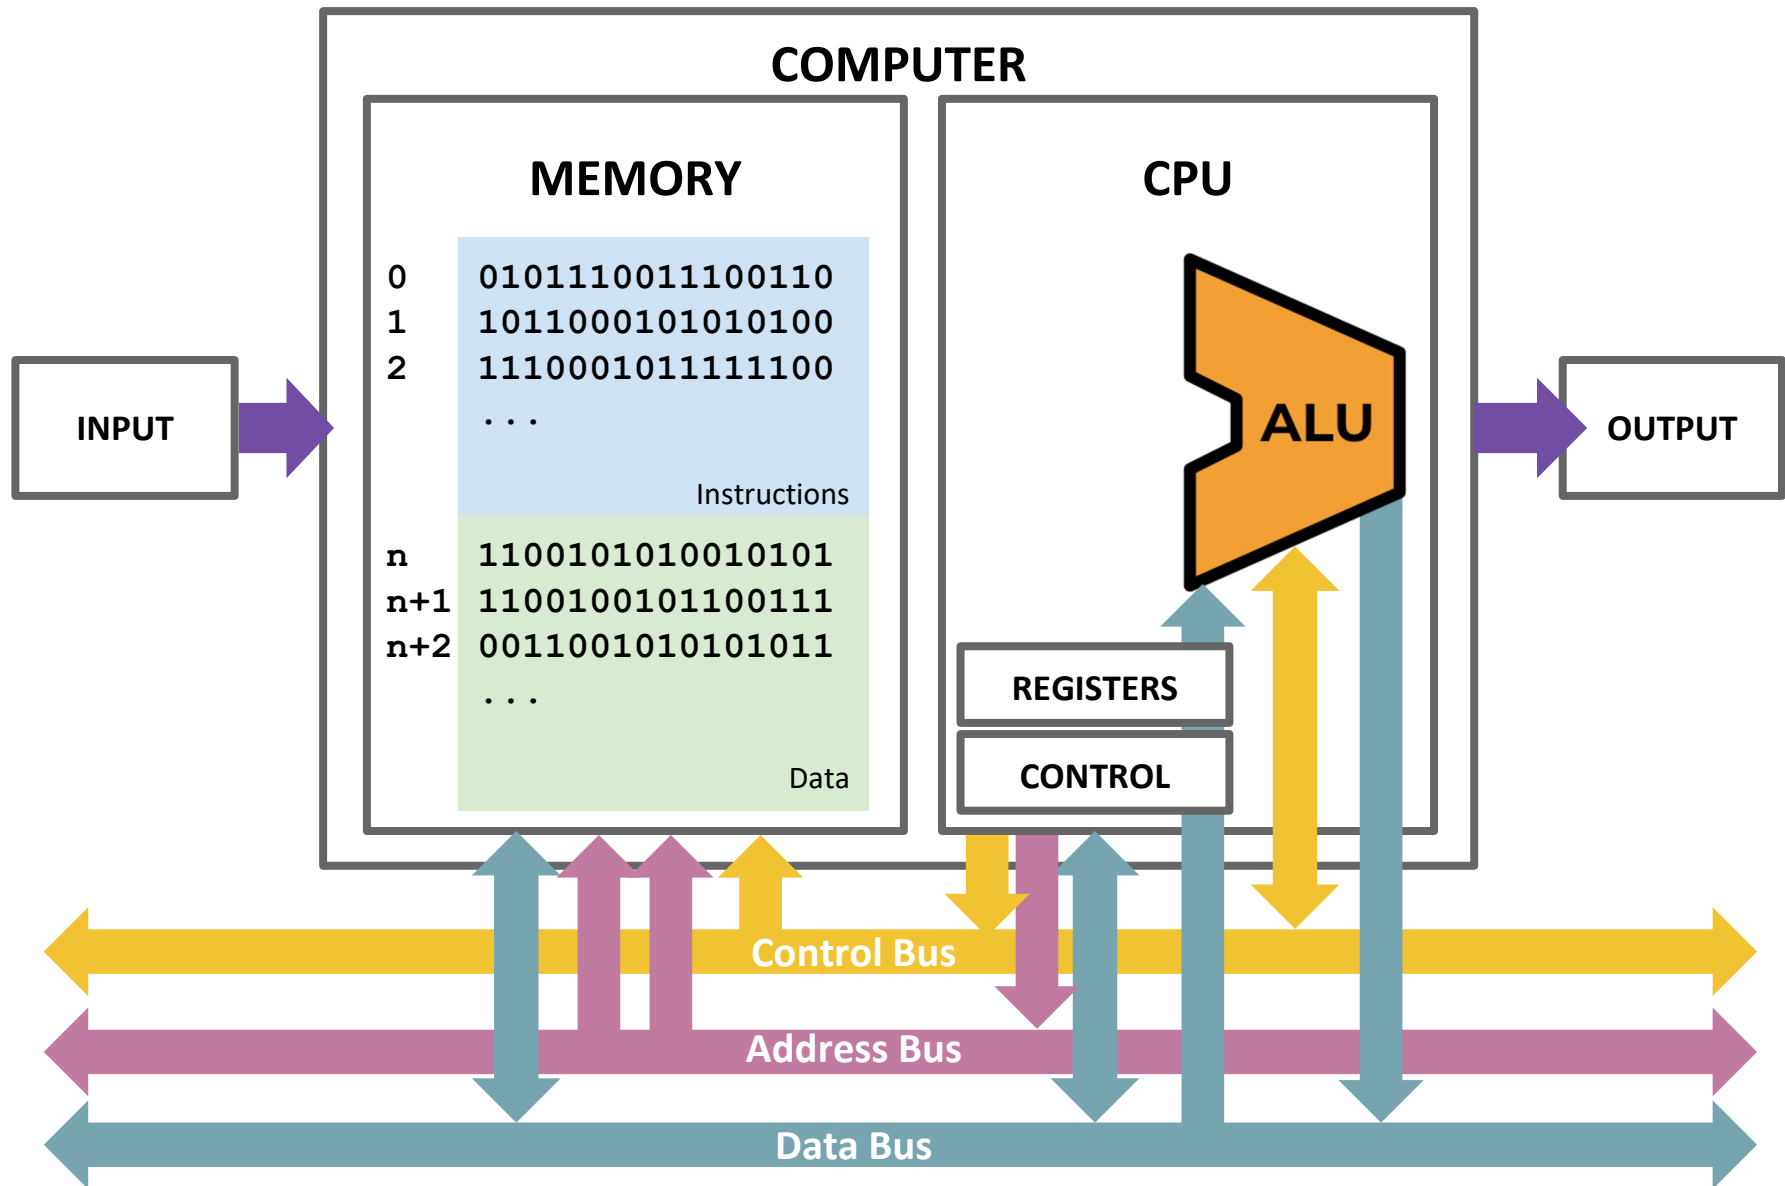 COMPUTER
MEMORY
CPU
0 0101110011100110
1 1011000101010100
2 1110001011111100
...
Instructions
n 1100101010010101
n+1 1100100101100111
n+2 0011001010101011
...
Data
INPUT
ALU
OUTPUT
REGISTERS
CONTROL
Control Bus
Address Bus
Data Bus